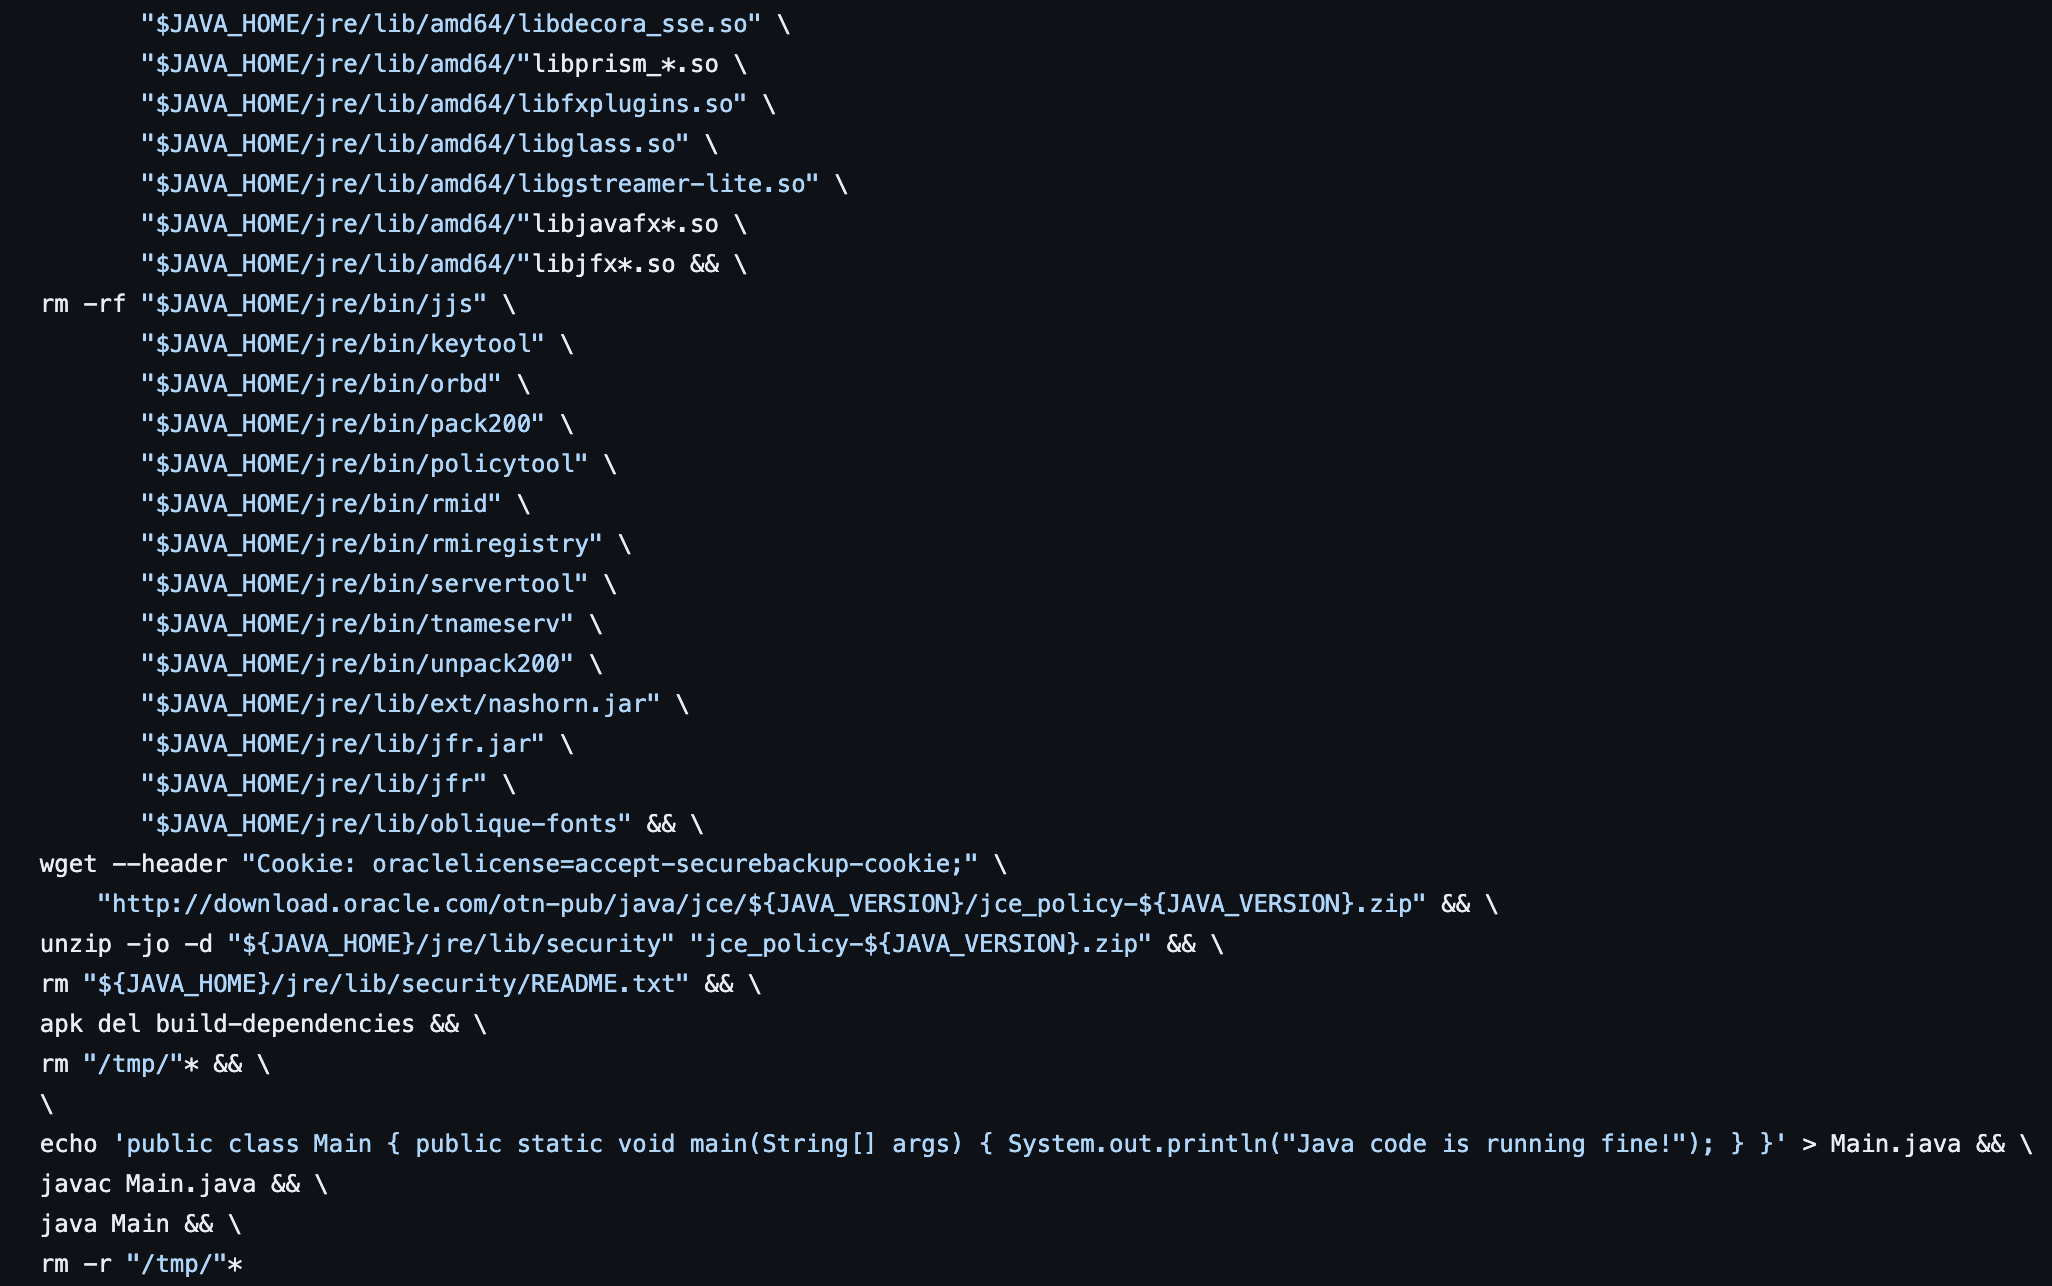 "$JAVA_HOME/jre/lib/amd64/libdecora_sse.so" \
"$JAVA_HOME/jre/lib/amd64/"libprism_*.so \
"$JAVA_HOME/jre/lib/amd64/libfxplugins.so" \
"$JAVA_HOME/jre/lib/amd64/libglass.so" \
"$JAVA_HOME/jre/lib/amd64/libgstreamer-lite.so" \
"$JAVA_HOME/jre/lib/amd64/"libjavafx*.so \
"$JAVA_HOME/jre/lib/amd64/"libjfx*.so && \
rm -rf "$JAVA_HOME/jre/bin/jjs" \
"$JAVA_HOME/jre/bin/keytool" \
"$JAVA_HOME/jre/bin/orbd" \
"$JAVA_HOME/jre/bin/pack200" \
"$JAVA_HOME/jre/bin/policytool" \
"$JAVA_HOME/jre/bin/rmid" \
"$JAVA_HOME/jre/bin/rmiregistry" \
"$JAVA_HOME/jre/bin/servertool" \
"$JAVA_HOME/jre/bin/tnameserv" \
"$JAVA_HOME/jre/bin/unpack200" \
"$JAVA_HOME/jre/lib/ext/nashorn.jar" \
"$JAVA_HOME/jre/lib/jfr.jar" \
"$JAVA_HOME/jre/lib/jfr" \
"$JAVA_HOME/jre/lib/oblique-fonts" && \
wget --header "Cookie: oraclelicense=accept-securebackup-cookie;" \
"http://download.oracle.com/otn-pub/java/jce/${JAVA_VERSION}/jce_policy-${JAVA_VERSION}.zip" && \
unzip -jo -d "${JAVA_HOME}/jre/lib/security" "jce_policy-${JAVA_VERSION}.zip" && \
rm "${JAVA_HOME}/jre/lib/security/README.txt" && \
apk del build-dependencies && \
rm "/tmp/"* && \
\
echo 'public class Main { public static void main(String[] args) { System.out.println("Java code is running fine!"); } }' > Main.java && \
javac Main.java && \
java Main && \
rm -r "/tmp/"*